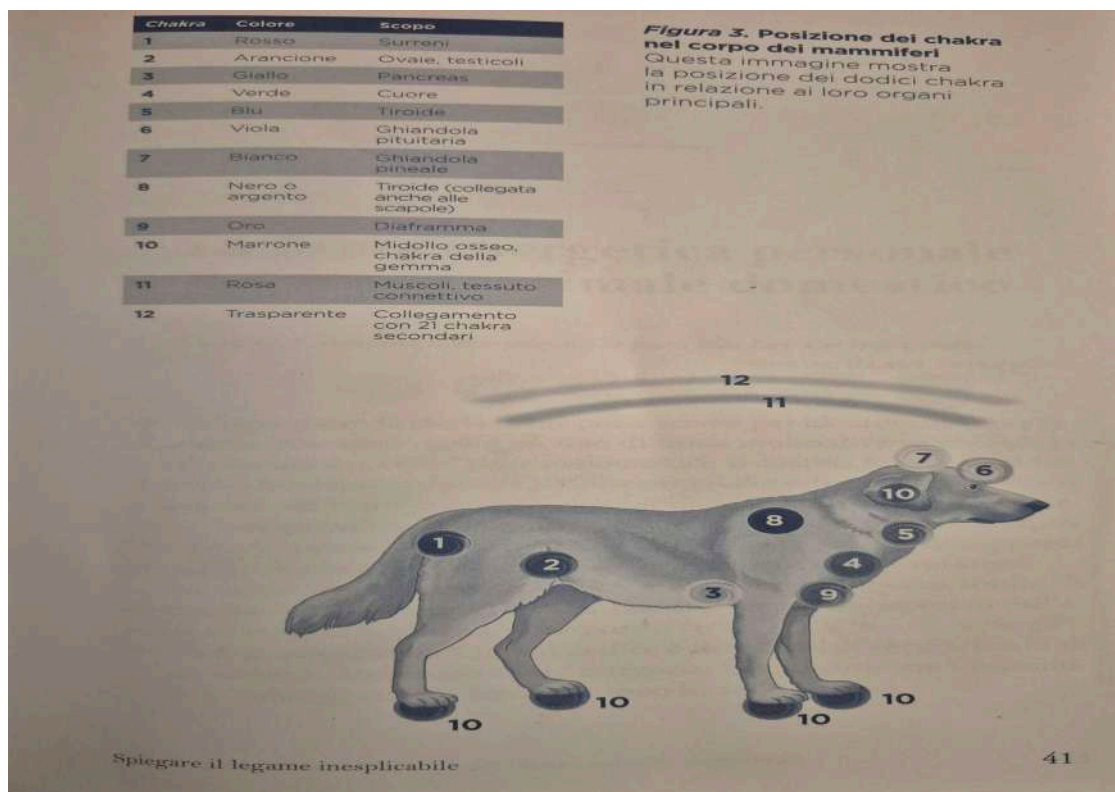 Chakra Colore Scopo
1 Rosso Surreni
2 Arancione Ovaie, testicoli
3 Giallo Pancreas
4 Verde Cuore
5 Blu Tiroide
6 Viola Ghiandola
pituitaria
7 Bianco Ghiandola
pineale
8 Nero o Tiroide (collegata
argento anche alle
scapole)
9 Oro Diaframma
10 Marrone Midollo osseo,
chakra della
gemma
11 Rosa Muscoli, tessuto
connettivo
12 Trasparente Collegamento
con 21 chakra
secondari
Figura 3. Posizione dei chakra
nel corpo dei mammiferi
Questa immagine mostra
la posizione dei dodici chakra
in relazione ai loro organi
principali.
12
11
7
6
10
8
5
1
2
4
3
9
10
10
10
10
Spiegare il legame inesplicabile
41